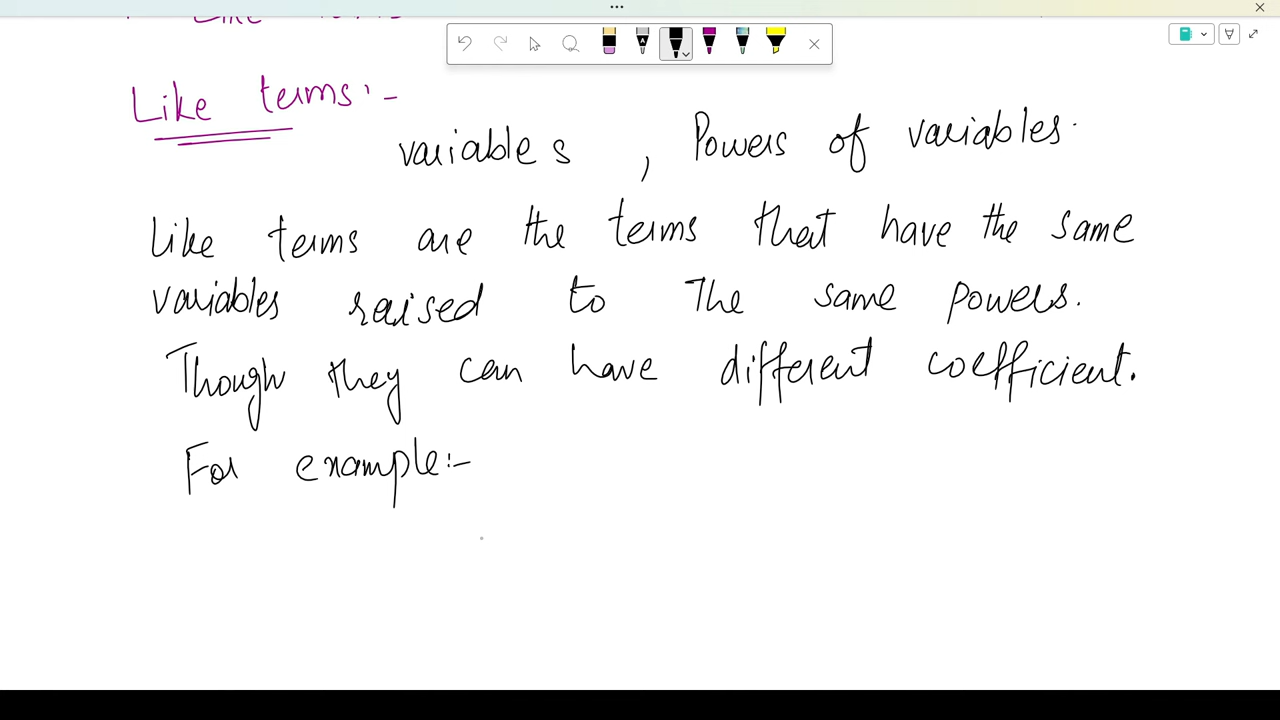 Like terms:-
variables , Powers of variables.
Like terms are the terms that have the same
variables raised to the same powers.
Though they can have different coefficient.
For example:-